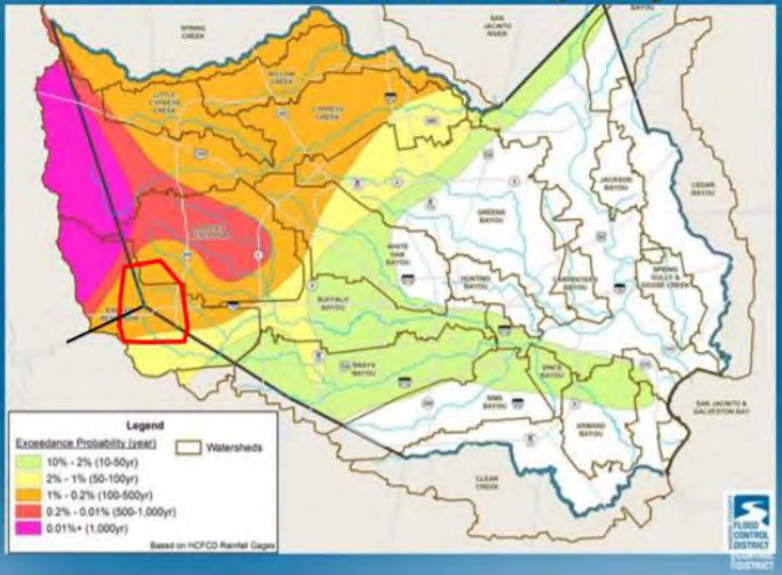 SPRING
CREEK
SAN
JACINTO
RIVER
BAYOU
WILLOW
CREEK
LITTLE
CYPRESS
CREEK
CYPRESS
CREEK
JACKSON
BAYOU
CEDAR
BAYOU
GREENS
BAYOU
WHITE
OAK
BAYOU
HUNTING
BAYOU
CARPENTERS
BAYOU
SPRING
GULLY &
GOOSE CREEK
BUFFALO
BAYOU
BRAYS
BAYOU
VINCE
BAYOU
SIMS
BAYOU
ARMAND
BAYOU
SAN JACINTO &
GALVESTON BAY
CLEAR
CREEK
Legend
Exceedance Probability (year)
Watersheds
10% - 2% (10-50yr)
2% - 1% (50-100yr)
1% - 0.2% (100-500yr)
0.2% - 0.01% (500-1,000yr)
0.01%+ (1,000yr)
Based on HCFCD Rainfall Gages
FLOOD
CONTROL
DISTRICT